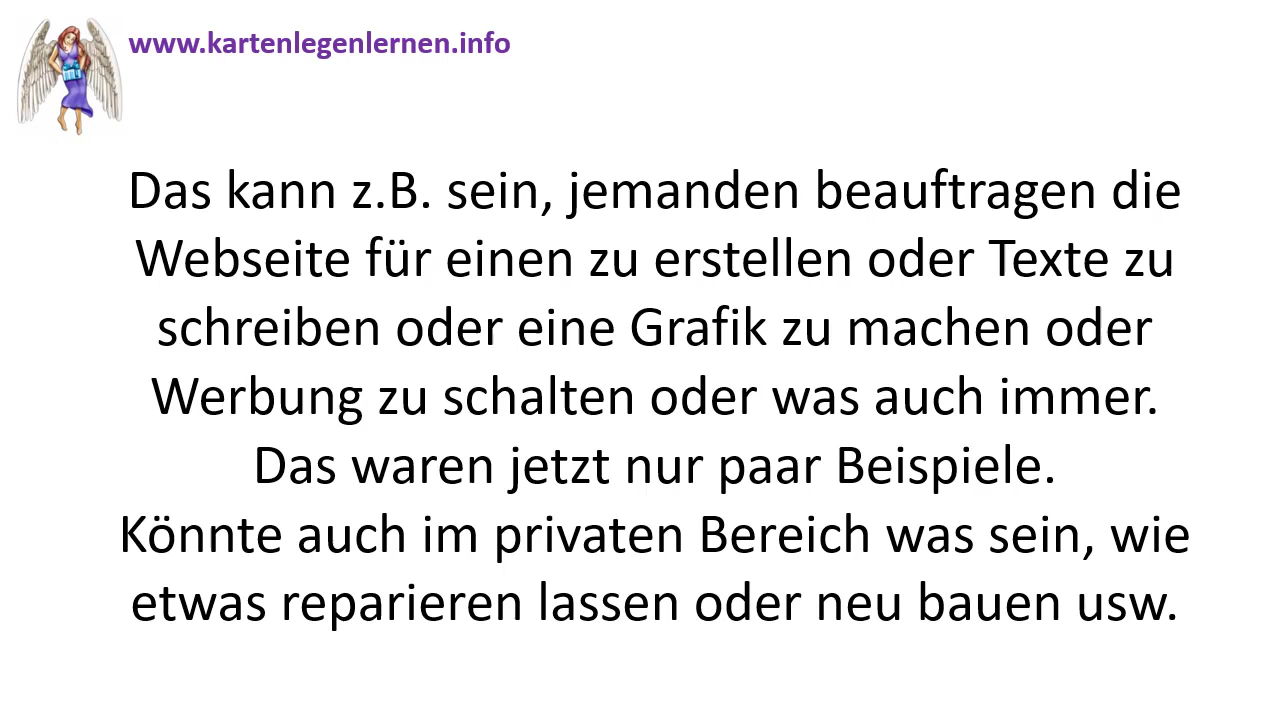 www.kartenlegenlernen.info
Das kann z.B. sein, jemanden beauftragen die
Webseite für einen zu erstellen oder Texte zu
schreiben oder eine Grafik zu machen oder
Werbung zu schalten oder was auch immer.
Das waren jetzt nur paar Beispiele.
Könnte auch im privaten Bereich was sein, wie
etwas reparieren lassen oder neu bauen usw.